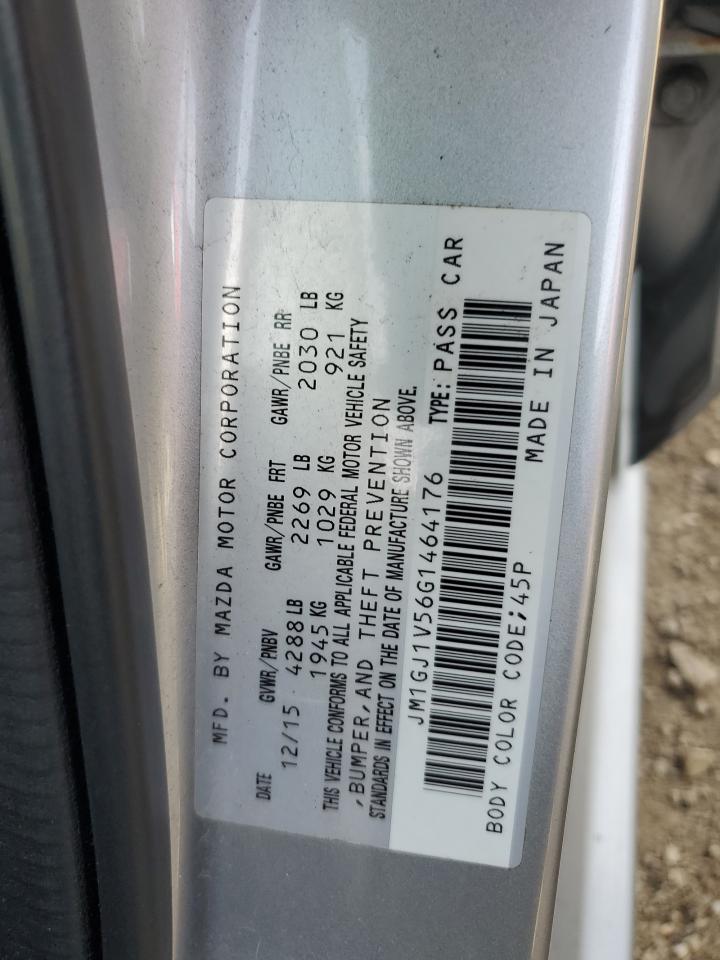 MFD. BY MAZDA MOTOR CORPORATION
DATE GVWR/PNBV GAWR/PNBE FRT GAWR/PNBE RR
12/15 4288 LB 2269 LB 2030 LB
1945 KG 1029 KG 921 KG
THIS VEHICLE CONFORMS TO ALL APPLICABLE FEDERAL MOTOR VEHICLE SAFETY
,BUMPER,AND THEFT PREVENTION
STANDARDS IN EFFECT ON THE DATE OF MANUFACTURE SHOWN ABOVE.
JM1GJ1V56G1464176 TYPE: PASS CAR
BODY COLOR CODE;45P MADE IN JAPAN